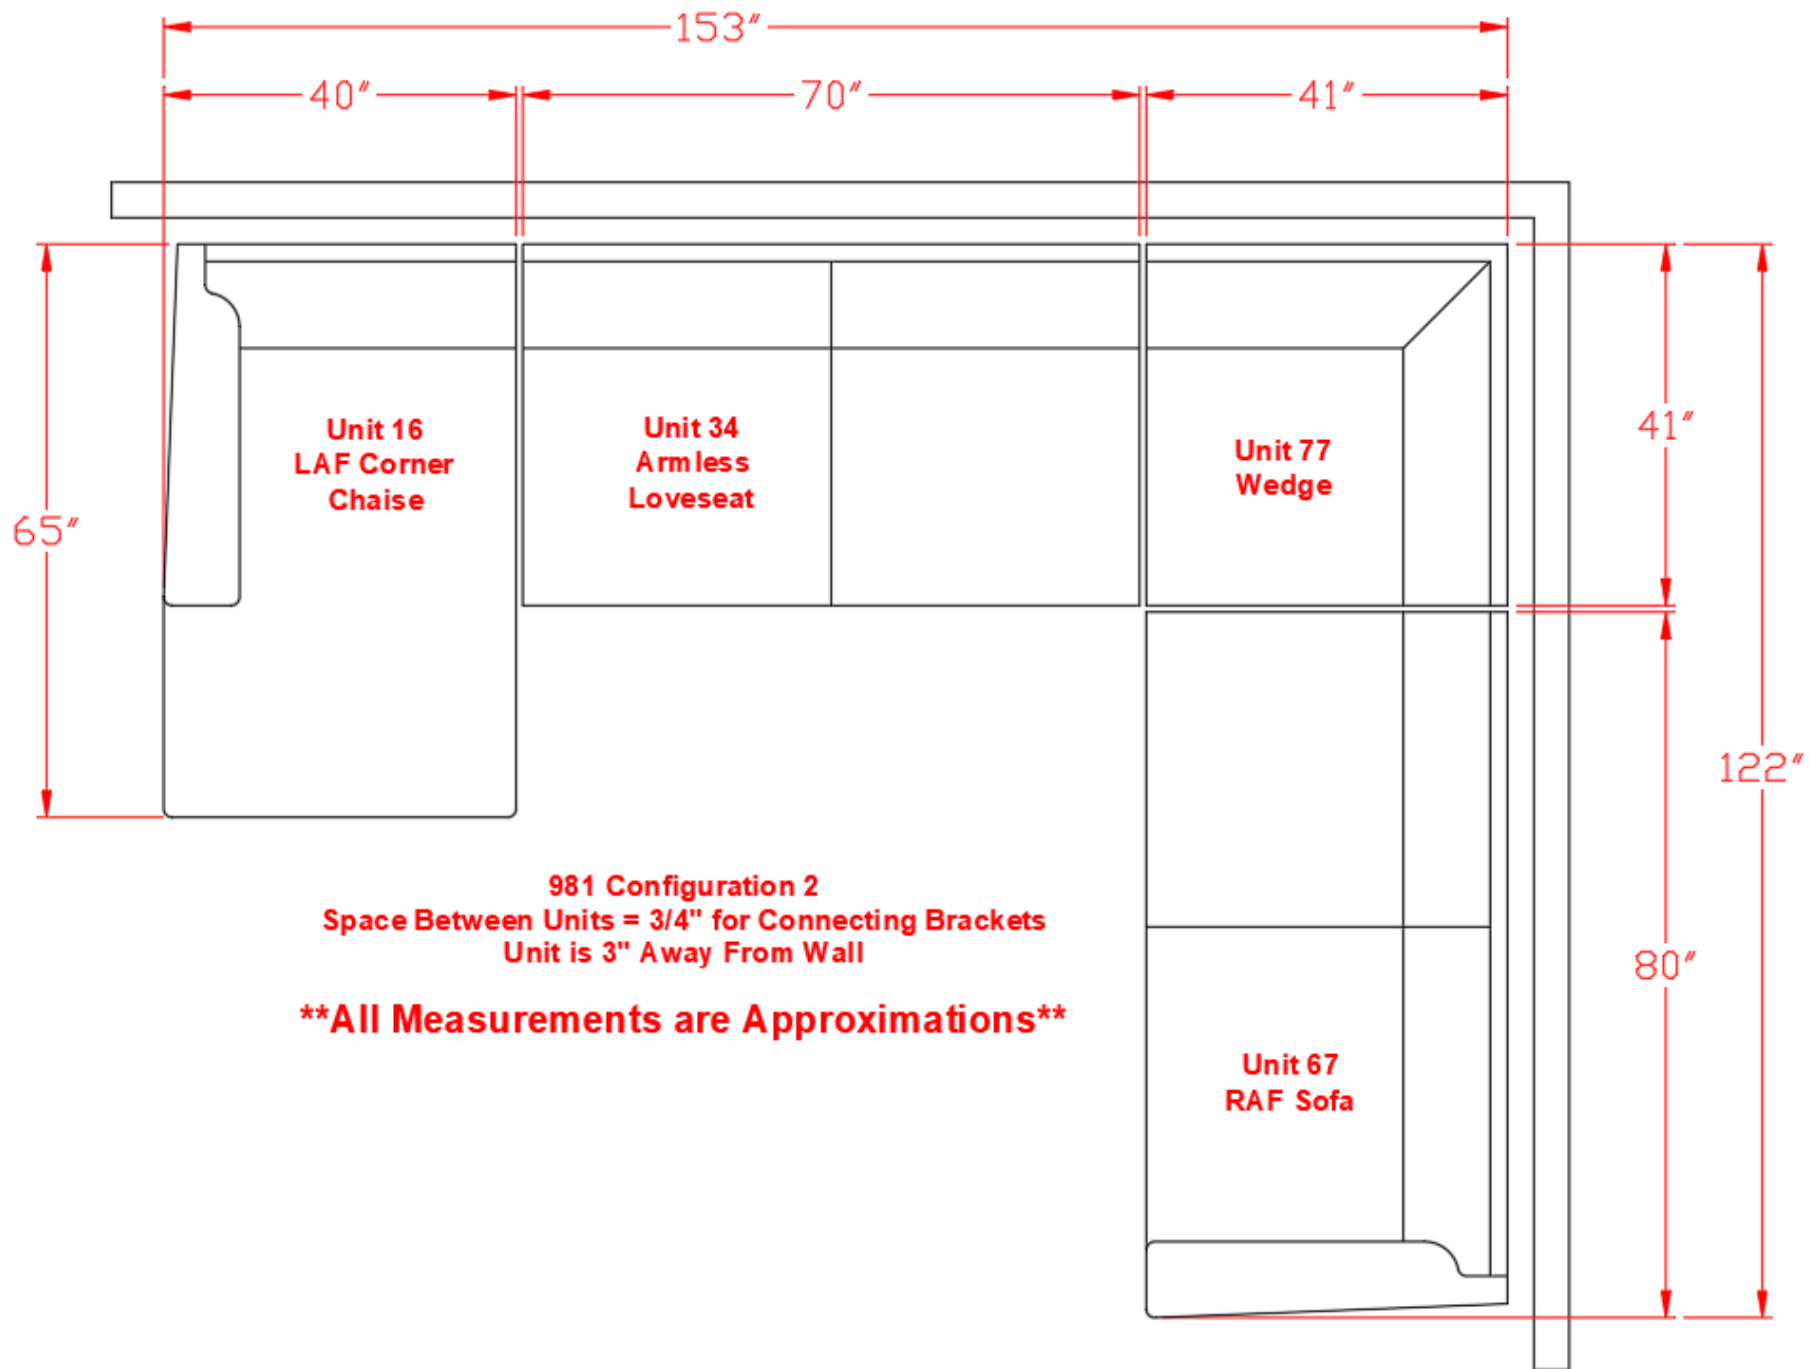 153"
40"
70"
41"
Unit 16
LAF Corner
Chaise
Unit 34
Armless
Loveseat
Unit 77
Wedge
41"
65"
122"
981 Configuration 2
Space Between Units = 3/4" for Connecting Brackets
Unit is 3" Away From Wall
80"
**All Measurements are Approximations**
Unit 67
RAF Sofa